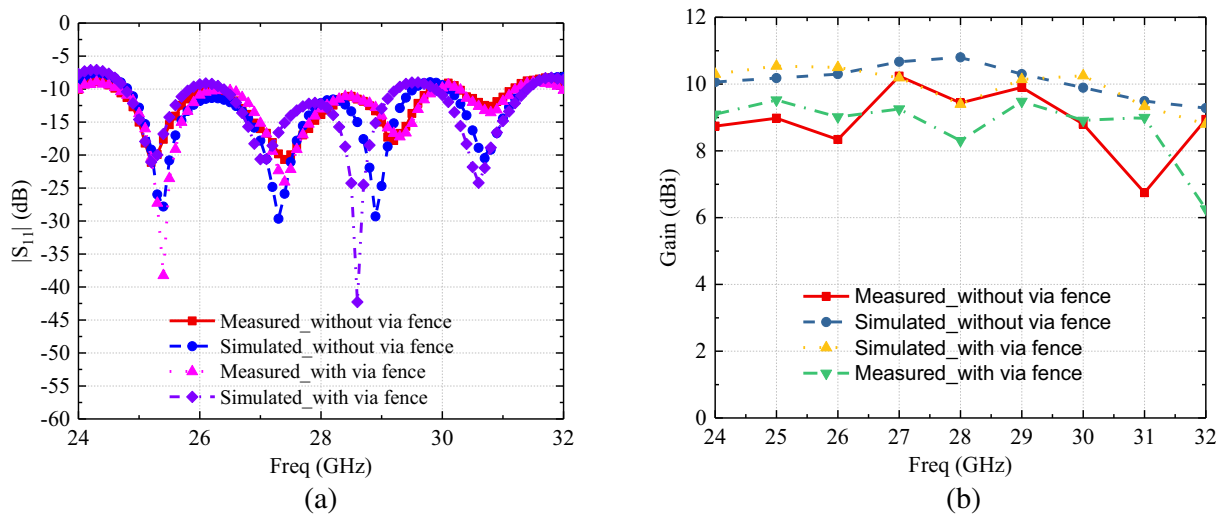 0
-5
-10
-15
-20
-25
-30
-35
-40
-45
-50
-55
-60
|S11| (dB)
Measured_without via fence
Simulated_without via fence
Measured_with via fence
Simulated_with via fence
24 26 28 30 32
Freq (GHz)
(a)
12
10
8
6
4
2
0
Gain (dBi)
Measured_without via fence
Simulated_without via fence
Simulated_with via fence
Measured_with via fence
24 25 26 27 28 29 30 31 32
Freq (GHz)
(b)